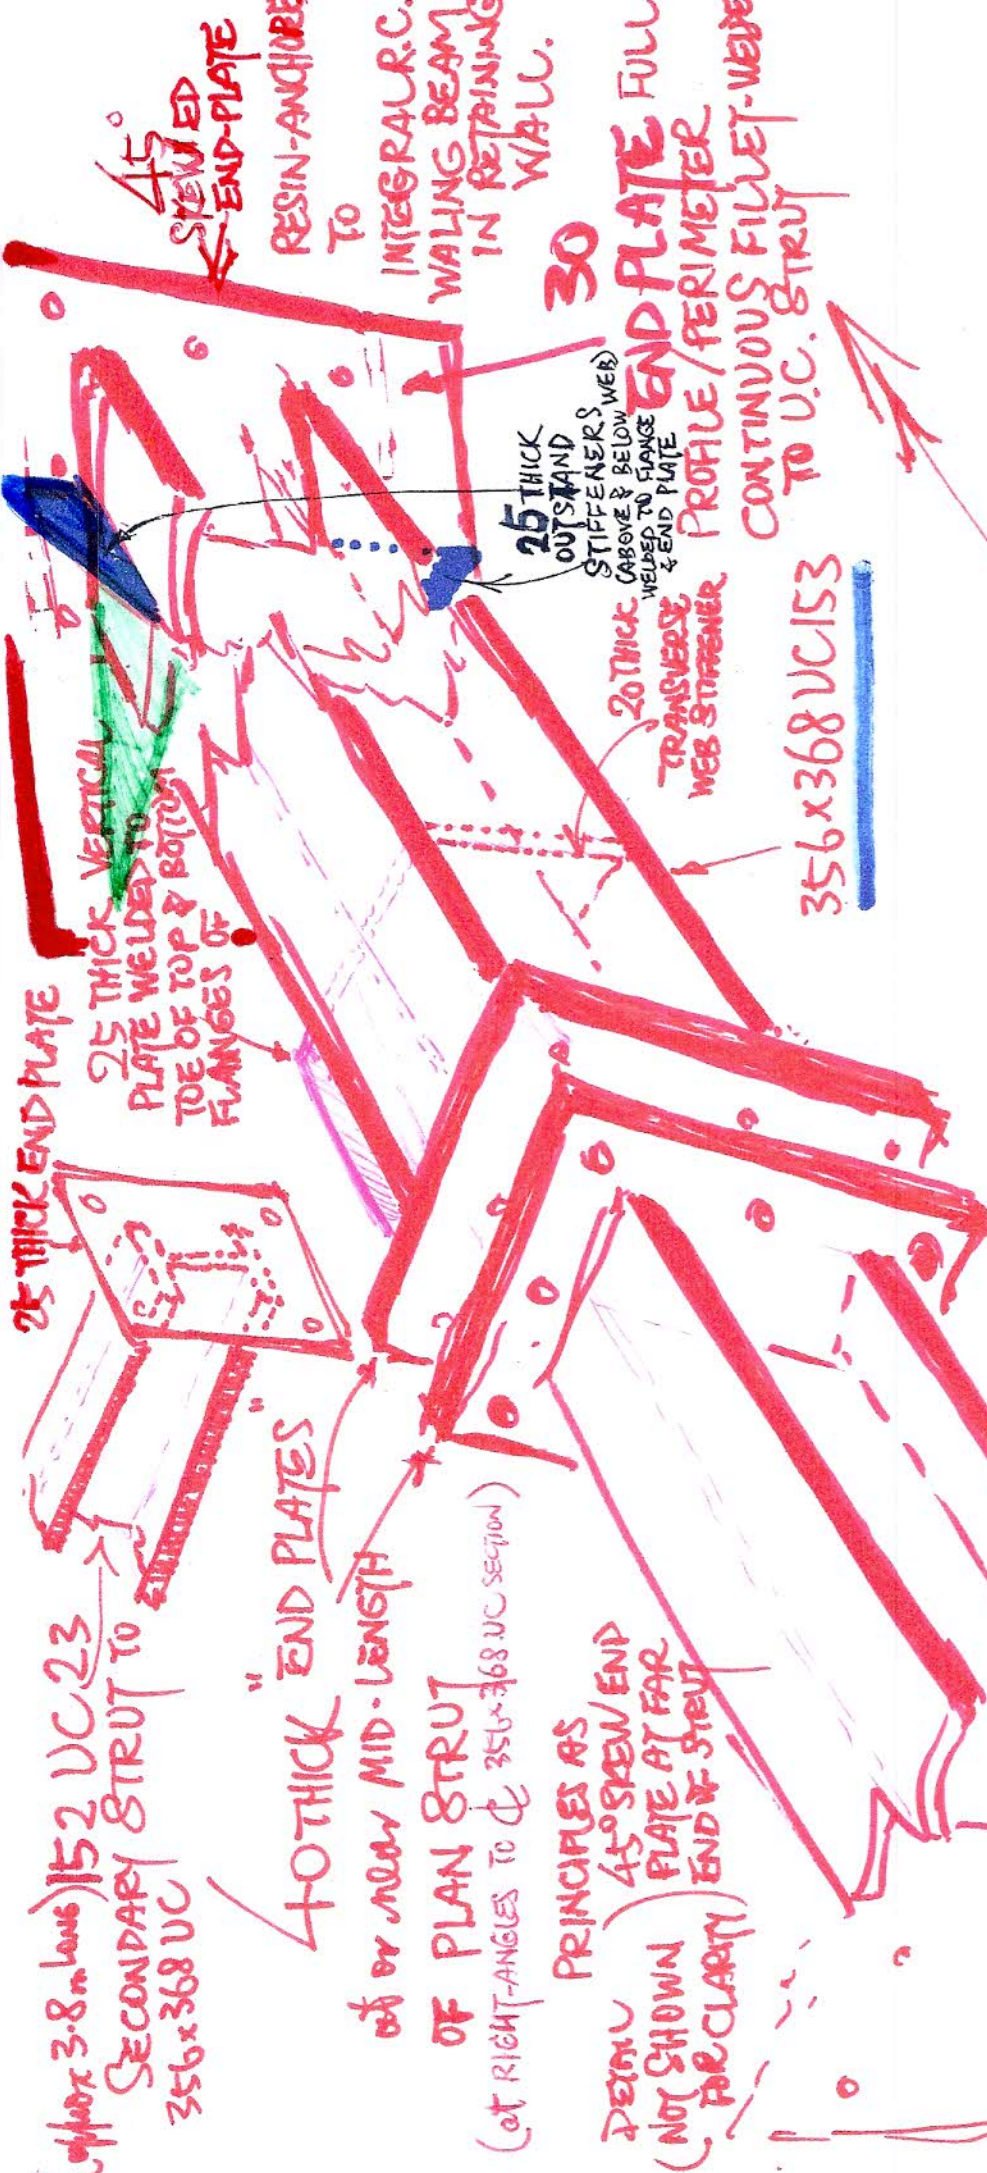 (approx 3.8m long) 152 UC 23
SECONDARY STRUT TO
356x368 UC
25 THICK END PLATE
25 THICK VERTICAL
PLATE WELDED TO
TOE OF TOP & BOTTOM
FLANGES OF
45°
SKEWED
END-PLATE
RESIN-ANCHORE
TO
INTEGRAL R.C.
WALING BEAM
IN RETAINING
WALL.
30
END PLATE FULL
PROFILE/PERIMETER
CONTINUOUS FILLET-WELDE
TO U.C. STRUT
25 THICK
OUTSTAND
STIFFENERS
(ABOVE & BELOW WEB)
WELDED TO FLANGE
& END PLATE
20 THICK
TRANSVERSE
WEB STIFFENER
356x368 UC153
40 THICK "END PLATES"
at or near MID-LENGTH
OF PLAN STRUT
(at RIGHT-ANGLES TO ℄ 356x368 UC SECTION)
DETAIL PRINCIPLES AS
45° SKEW END
PLATE AT FAR
END OF STRUT
(NOT SHOWN
FOR CLARITY)